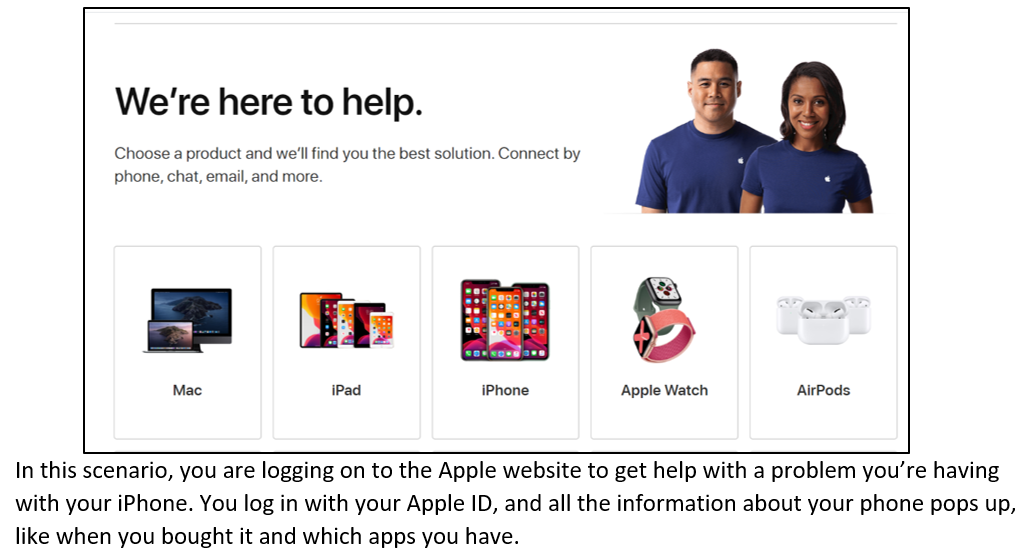 We're here to help.
Choose a product and we'll find you the best solution. Connect by
phone, chat, email, and more.
Mac
iPad
iPhone
Apple Watch
AirPods
In this scenario, you are logging on to the Apple website to get help with a problem you're having
with your iPhone. You log in with your Apple ID, and all the information about your phone pops up,
like when you bought it and which apps you have.